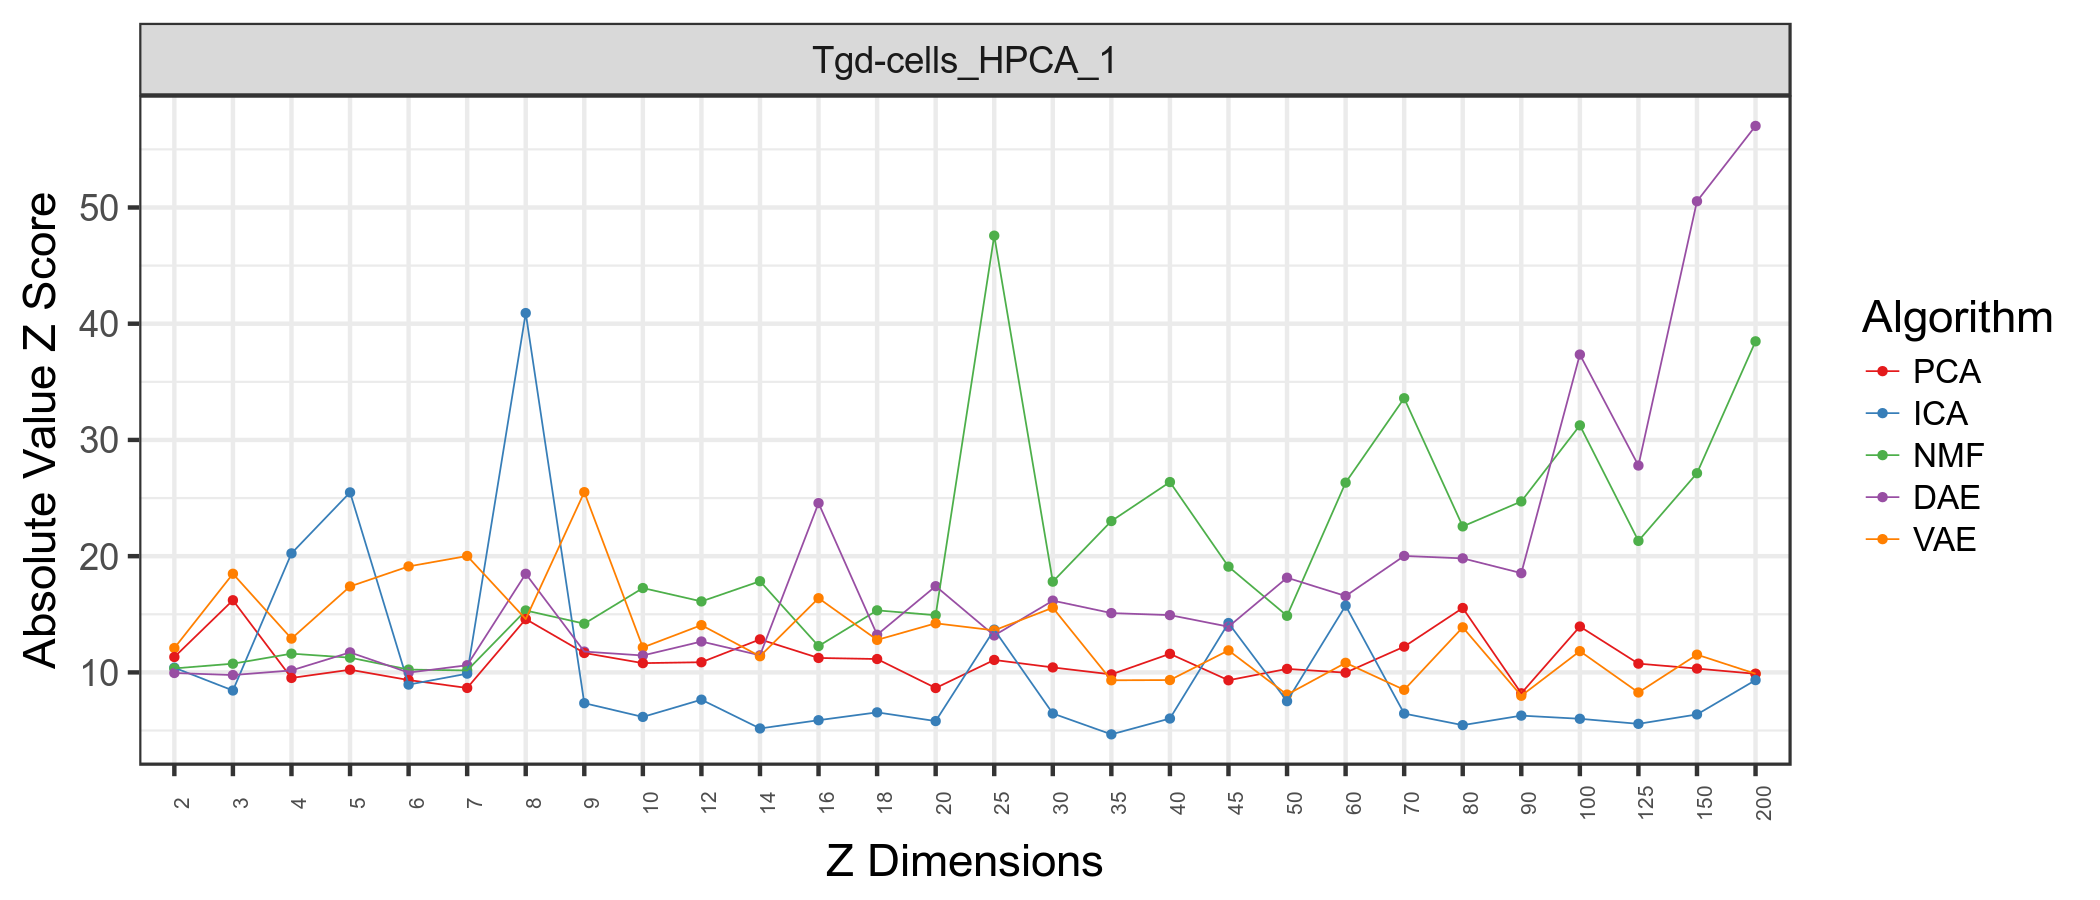 Tgd-cells_HPCA_1
Absolute Value Z Score
50
40
30
20
10
2 3 4 5 6 7 8 9 10 12 14 16 18 20 25 30 35 40 45 50 60 70 80 90 100 125 150 200
Z Dimensions
Algorithm
PCA
ICA
NMF
DAE
VAE